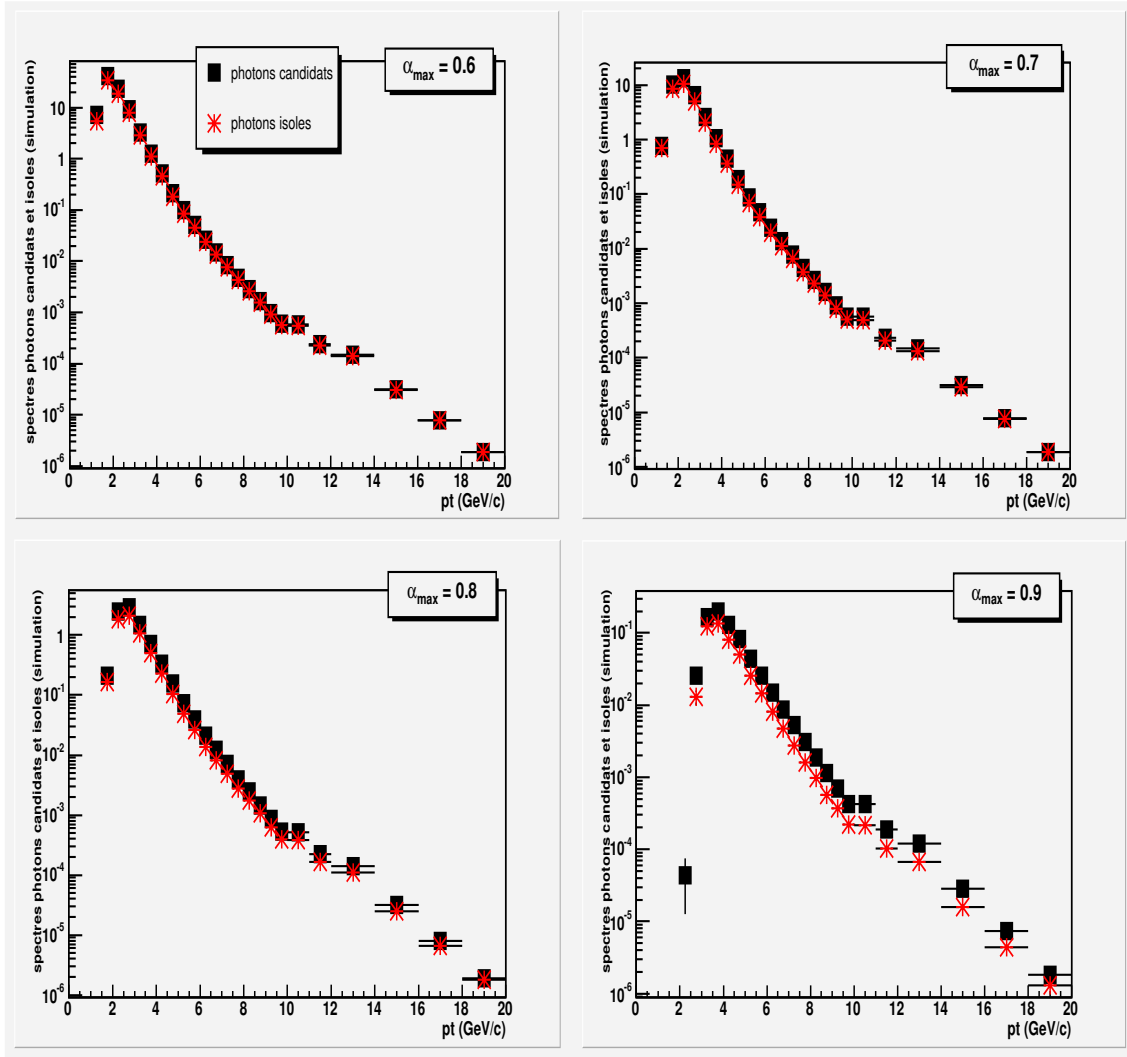 spectres photons candidats et isoles (simulation)
photons candidats
photons isoles
αmax = 0.6
10
1
10-1
10-2
10-3
10-4
10-5
10-6
0 2 4 6 8 10 12 14 16 18 20
pt (GeV/c)
spectres photons candidats et isoles (simulation)
αmax = 0.7
10
1
10-1
10-2
10-3
10-4
10-5
10-6
0 2 4 6 8 10 12 14 16 18 20
pt (GeV/c)
spectres photons candidats et isoles (simulation)
αmax = 0.8
1
10-1
10-2
10-3
10-4
10-5
10-6
0 2 4 6 8 10 12 14 16 18 20
pt (GeV/c)
spectres photons candidats et isoles (simulation)
αmax = 0.9
10-1
10-2
10-3
10-4
10-5
10-6
0 2 4 6 8 10 12 14 16 18 20
pt (GeV/c)